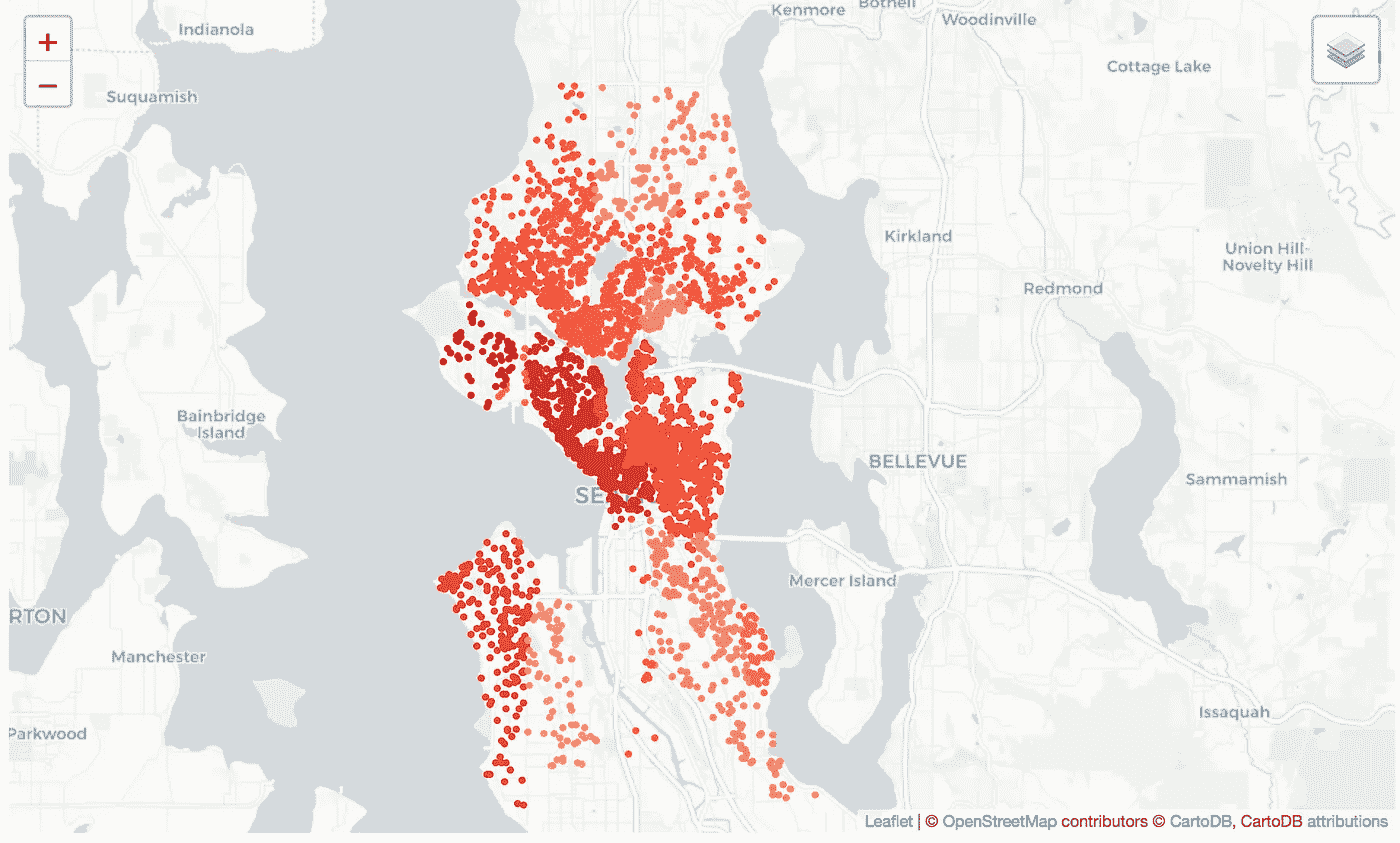 Kenmore
Bothell
Woodinville
Indianola
+
−
Cottage Lake
Suquamish
Kirkland
Union Hill-
Novelty Hill
Redmond
Bainbridge
Island
BELLEVUE
Sammamish
SE
Mercer Island
RTON
Manchester
Issaquah
Parkwood
Leaflet | © OpenStreetMap contributors © CartoDB, CartoDB attributions